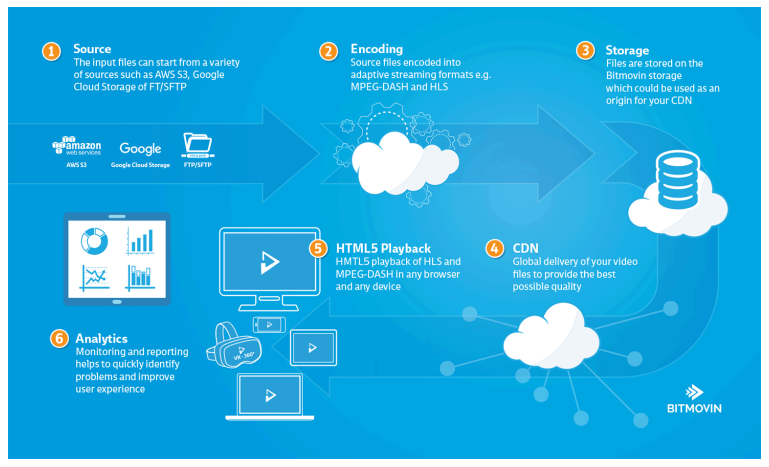 1 Source
The input files can start from a variety
of sources such as AWS S3, Google
Cloud Storage of FT/SFTP
amazon
web services
AWS S3
Google
Google Cloud Storage
FTP/SFTP
2 Encoding
Source files encoded into
adaptive streaming formats e.g.
MPEG-DASH and HLS
3 Storage
Files are stored on the
Bitmovin storage
which could be used as an
origin for your CDN
4 CDN
Global delivery of your video
files to provide the best
possible quality
5 HTML5 Playback
HMTL5 playback of HLS and
MPEG-DASH in any browser
and any device
VR - 360°
6 Analytics
Monitoring and reporting
helps to quickly identify
problems and improve
user experience
BITMOVIN